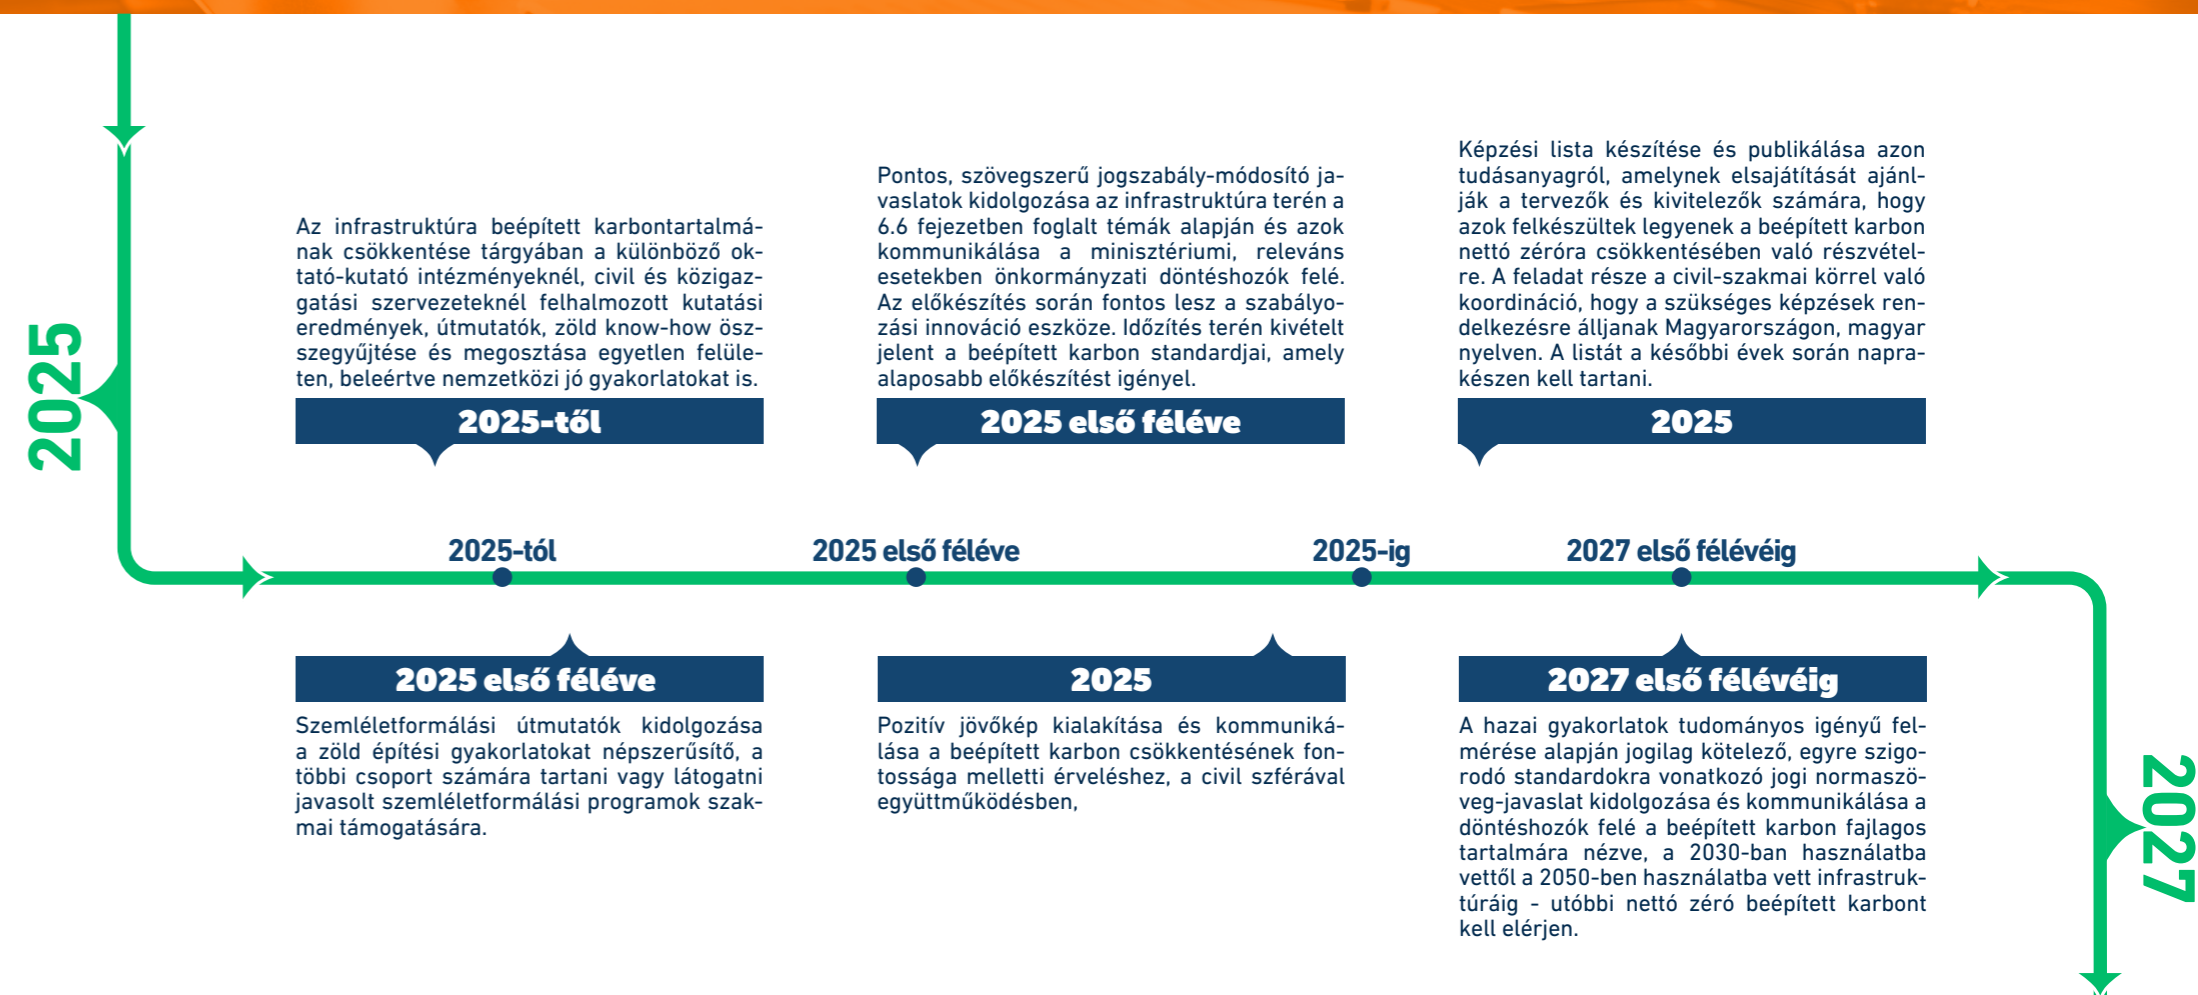 2025
Az infrastruktúra beépített karbontartalmá-
nak csökkentése tárgyában a különböző ok-
tató-kutató intézményeknél, civil és közigaz-
gatási szervezeteknél felhalmozott kutatási
eredmények, útmutatók, zöld know-how ösz-
szegyűjtése és megosztása egyetlen felüle-
ten, beleértve nemzetközi jó gyakorlatokat is.
2025-től
Pontos, szövegszerű jogszabály-módosító ja-
vaslatok kidolgozása az infrastruktúra terén a
6.6 fejezetben foglalt témák alapján és azok
kommunikálása a minisztériumi, releváns
esetekben önkormányzati döntéshozók felé.
Az előkészítés során fontos lesz a szabályo-
zási innováció eszköze. Időzítés terén kivételt
jelent a beépített karbon standardjai, amely
alaposabb előkészítést igényel.
2025 első féléve
Képzési lista készítése és publikálása azon
tudásanyagról, amelynek elsajátítását ajánl-
ják a tervezők és kivitelezők számára, hogy
azok felkészültek legyenek a beépített karbon
nettó zéróra csökkentésében való részvétel-
re. A feladat része a civil-szakmai körrel való
koordináció, hogy a szükséges képzések ren-
delkezésre álljanak Magyarországon, magyar
nyelven. A listát a későbbi évek során napra-
készen kell tartani.
2025
2025-tól
2025 első féléve
2025-ig
2027 első félévéig
2025 első féléve
Szemléletformálási útmutatók kidolgozása
a zöld építési gyakorlatokat népszerűsítő, a
többi csoport számára tartani vagy látogatni
javasolt szemléletformálási programok szak-
mai támogatására.
2025
Pozitív jövőkép kialakítása és kommuniká-
lása a beépített karbon csökkentésének fon-
tossága melletti érveléshez, a civil szférával
együttműködésben,
2027 első félévéig
A hazai gyakorlatok tudományos igényű fel-
mérése alapján jogilag kötelező, egyre szigo-
rodó standardokra vonatkozó jogi normaszö-
veg-javaslat kidolgozása és kommunikálása a
döntéshozók felé a beépített karbon fajlagos
tartalmára nézve, a 2030-ban használatba
vettől a 2050-ben használatba vett infrastruk-
túráig - utóbbi nettó zéró beépített karbont
kell elérjen.
2027